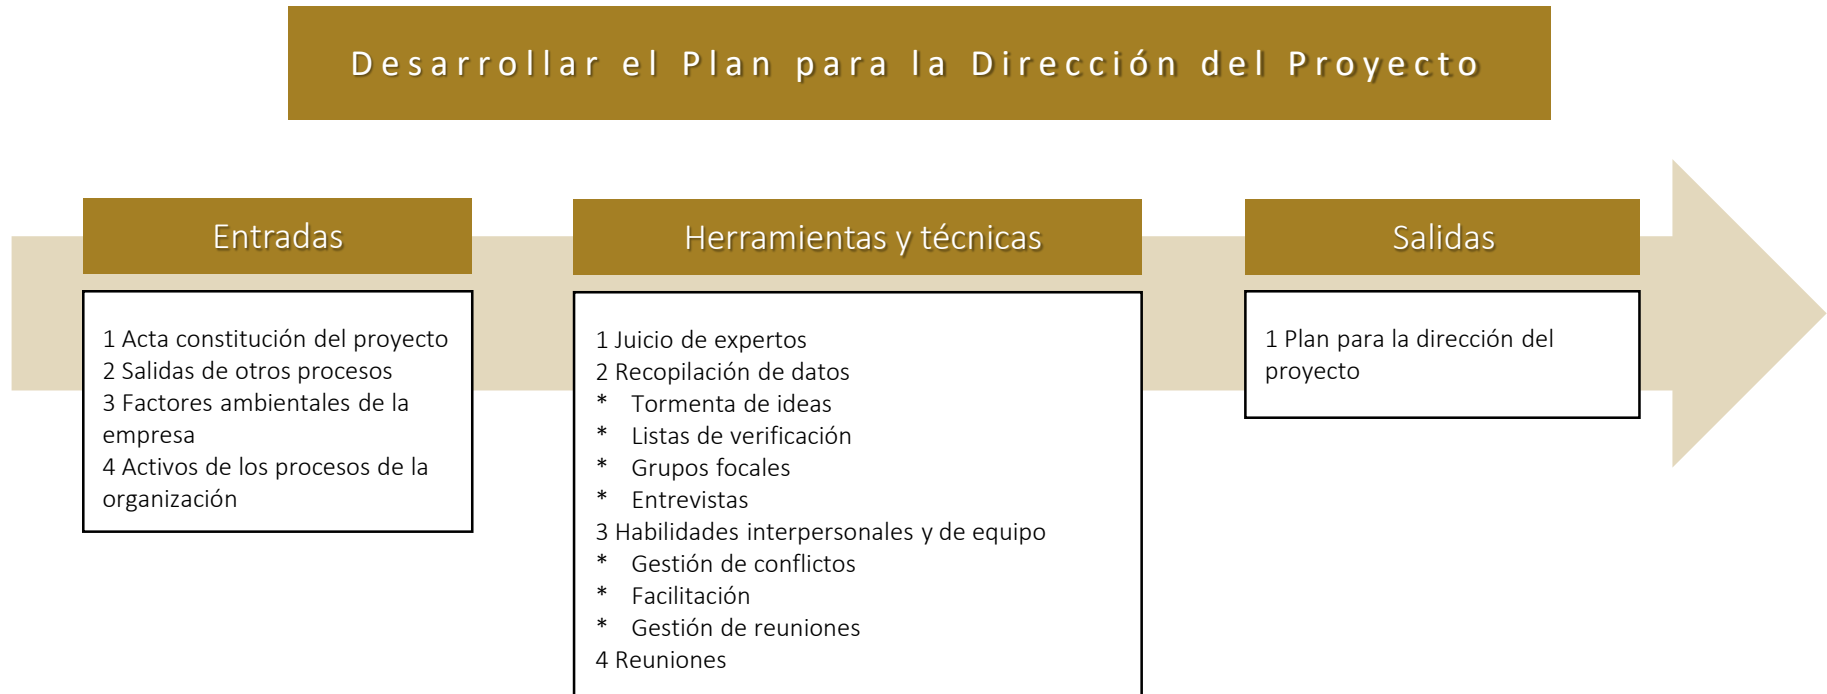 Desarrollar el Plan para la Dirección del Proyecto
Entradas
1 Acta constitución del proyecto
2 Salidas de otros procesos
3 Factores ambientales de la
empresa
4 Activos de los procesos de la
organización
Herramientas y técnicas
1 Juicio de expertos
2 Recopilación de datos
* Tormenta de ideas
* Listas de verificación
* Grupos focales
* Entrevistas
3 Habilidades interpersonales y de equipo
* Gestión de conflictos
* Facilitación
* Gestión de reuniones
4 Reuniones
Salidas
1 Plan para la dirección del
proyecto